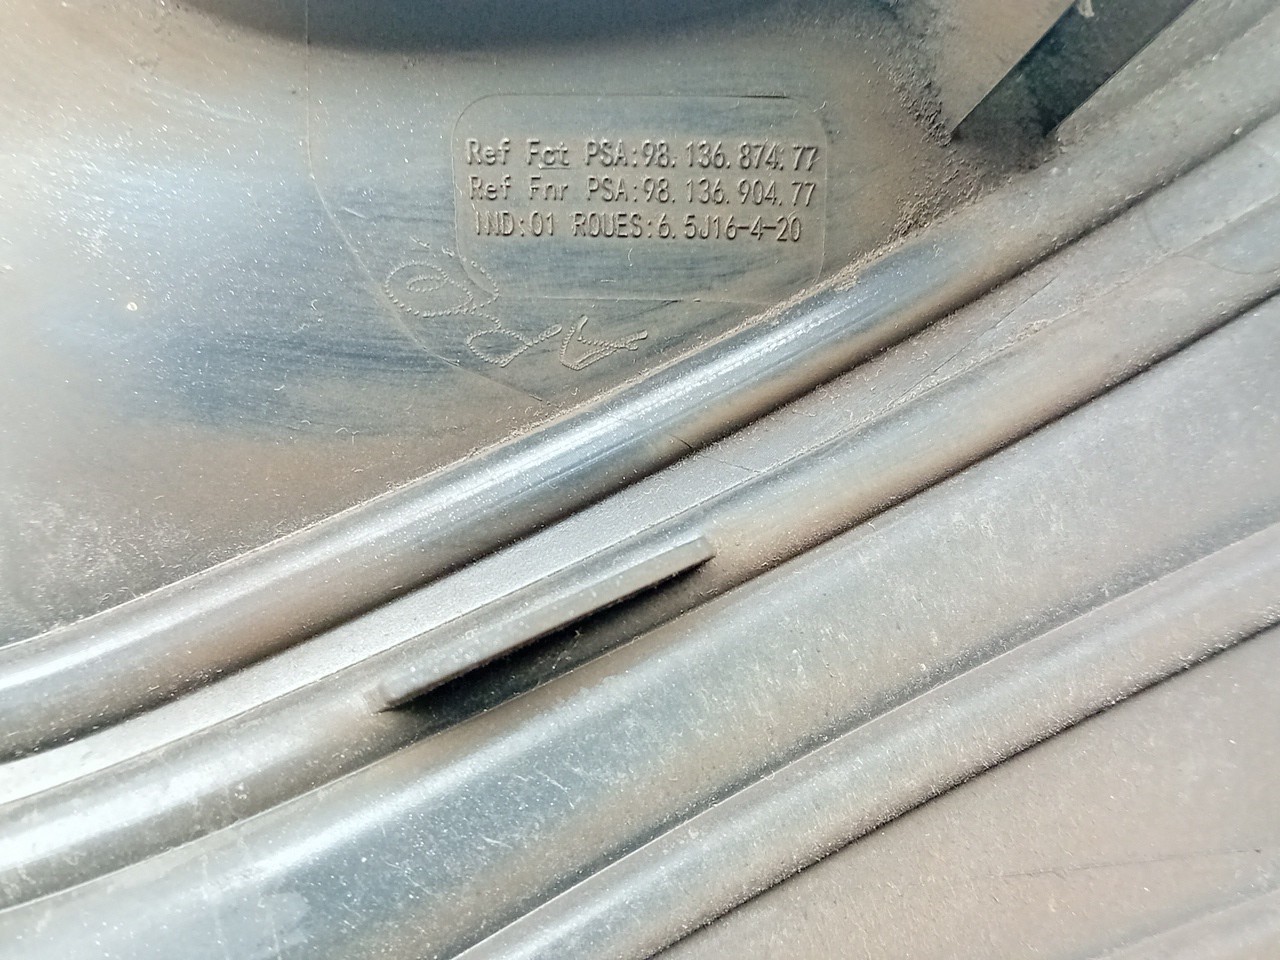 Ref Fct PSA:98.136.874.77
Ref Fnr PSA:98.136.904.77
IND:01 ROUES:6.5J16-4-20